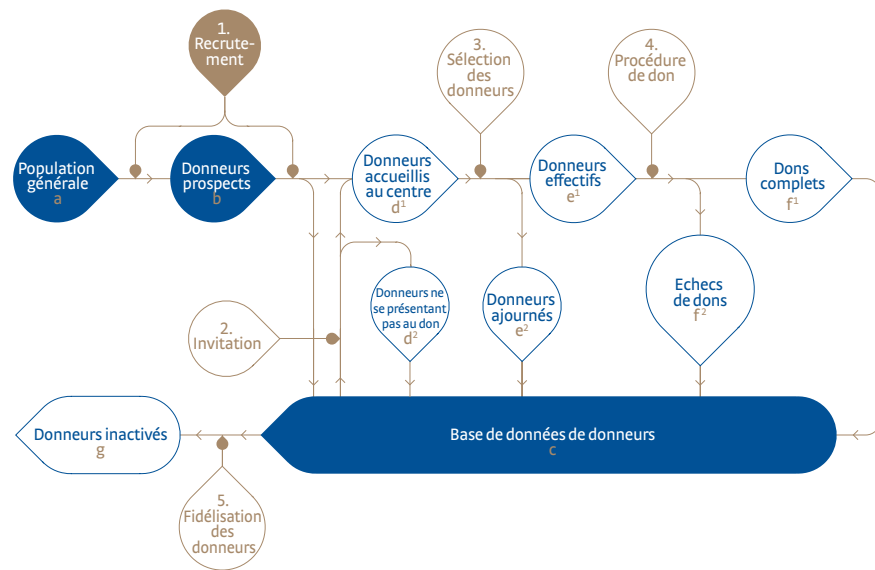 1.
Recrute-
ment
3.
Sélection
des
donneurs
4.
Procédure
de don
Population
générale
a
Donneurs
prospects
b
Donneurs
accueillis
au centre
d¹
Donneurs
effectifs
e¹
Dons
complets
f¹
2.
Invitation
Donneurs ne
se présentant
pas au don
d²
Donneurs
ajournés
e²
Echecs
de dons
f²
Donneurs inactivés
g
Base de données de donneurs
c
5.
Fidélisation
des
donneurs